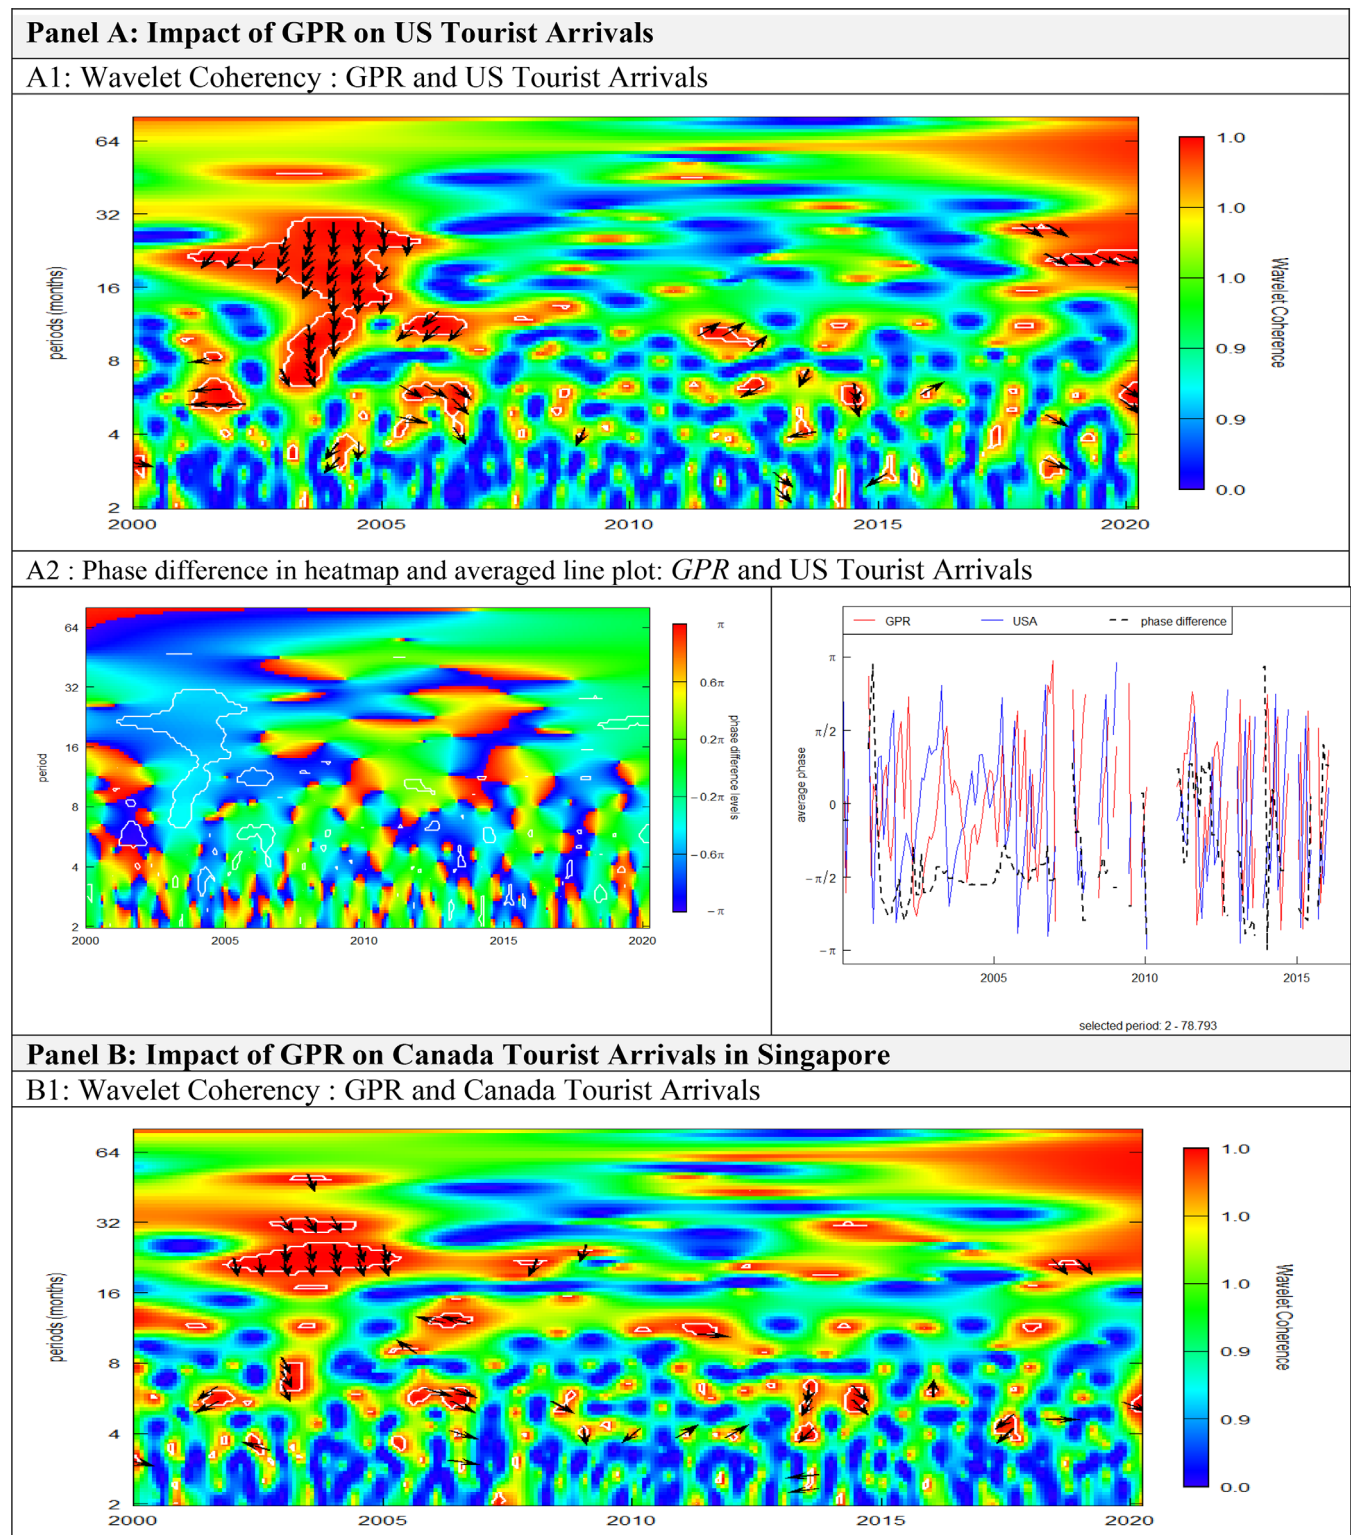 Panel A: Impact of GPR on US Tourist Arrivals
A1: Wavelet Coherency : GPR and US Tourist Arrivals
64
32
16
8
4
2
periods (months)
2000
2005
2010
2015
2020
1.0
1.0
1.0
0.9
0.9
0.0
Wavelet Coherence
A2 : Phase difference in heatmap and averaged line plot: GPR and US Tourist Arrivals
64
32
16
8
4
2
period
2000
2005
2010
2015
2020
π
0.6π
0.2π
−0.2π
−0.6π
−π
phase difference levels
GPR
USA
phase difference
π
π/2
0
−π/2
−π
average phase
2005
2010
2015
selected period: 2 - 78.793
Panel B: Impact of GPR on Canada Tourist Arrivals in Singapore
B1: Wavelet Coherency : GPR and Canada Tourist Arrivals
64
32
16
8
4
2
periods (months)
2000
2005
2010
2015
2020
1.0
1.0
1.0
0.9
0.9
0.0
Wavelet Coherence